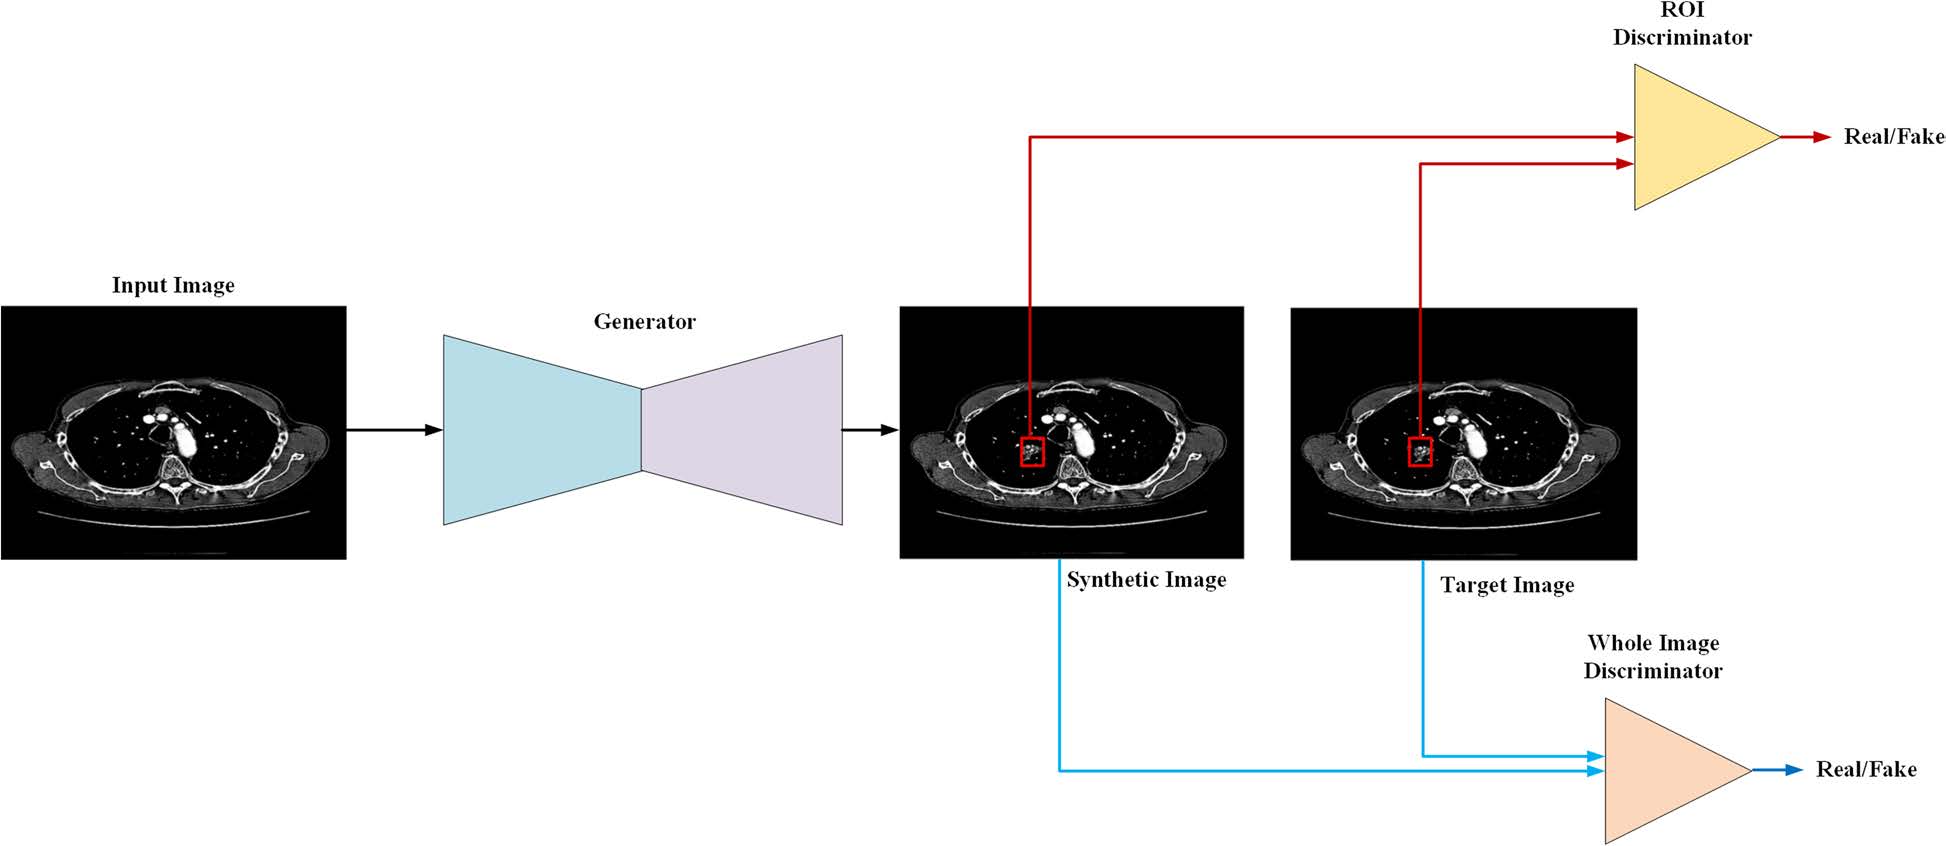 ROI
Discriminator
Real/Fake
Input Image
Generator
Synthetic Image
Target Image
Whole Image
Discriminator
Real/Fake